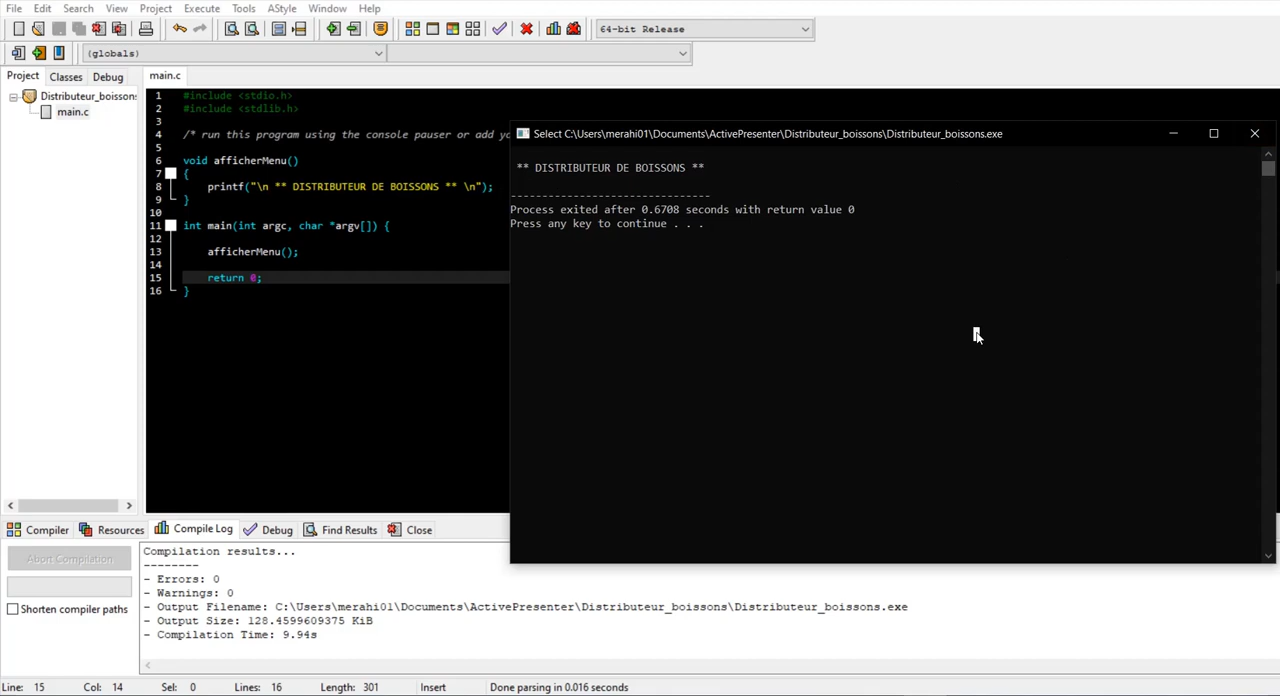 File Edit Search View Project Execute Tools AStyle Window Help
64-bit Release
(globals)
Project Classes Debug
main.c
Distributeur_boissons
main.c
1 #include <stdio.h>
2 #include <stdlib.h>
3
4 /* run this program using the console pauser or add yo
5
6 void afficherMenu()
7 {
8 printf("\n ** DISTRIBUTEUR DE BOISSONS ** \n");
9 }
10
11 int main(int argc, char *argv[]) {
12
13 afficherMenu();
14
15 return 0;
16 }
Select C:\Users\merahi01\Documents\ActivePresenter\Distributeur_boissons\Distributeur_boissons.exe
** DISTRIBUTEUR DE BOISSONS **
--------------------------------
Process exited after 0.6708 seconds with return value 0
Press any key to continue . . .
Compiler Resources Compile Log Debug Find Results Close
Abort Compilation
Shorten compiler paths
Compilation results...
--------
- Errors: 0
- Warnings: 0
- Output Filename: C:\Users\merahi01\Documents\ActivePresenter\Distributeur_boissons\Distributeur_boissons.exe
- Output Size: 128.4599609375 KiB
- Compilation Time: 9.94s
Line: 15 Col: 14 Sel: 0 Lines: 16 Length: 301 Insert Done parsing in 0.016 seconds